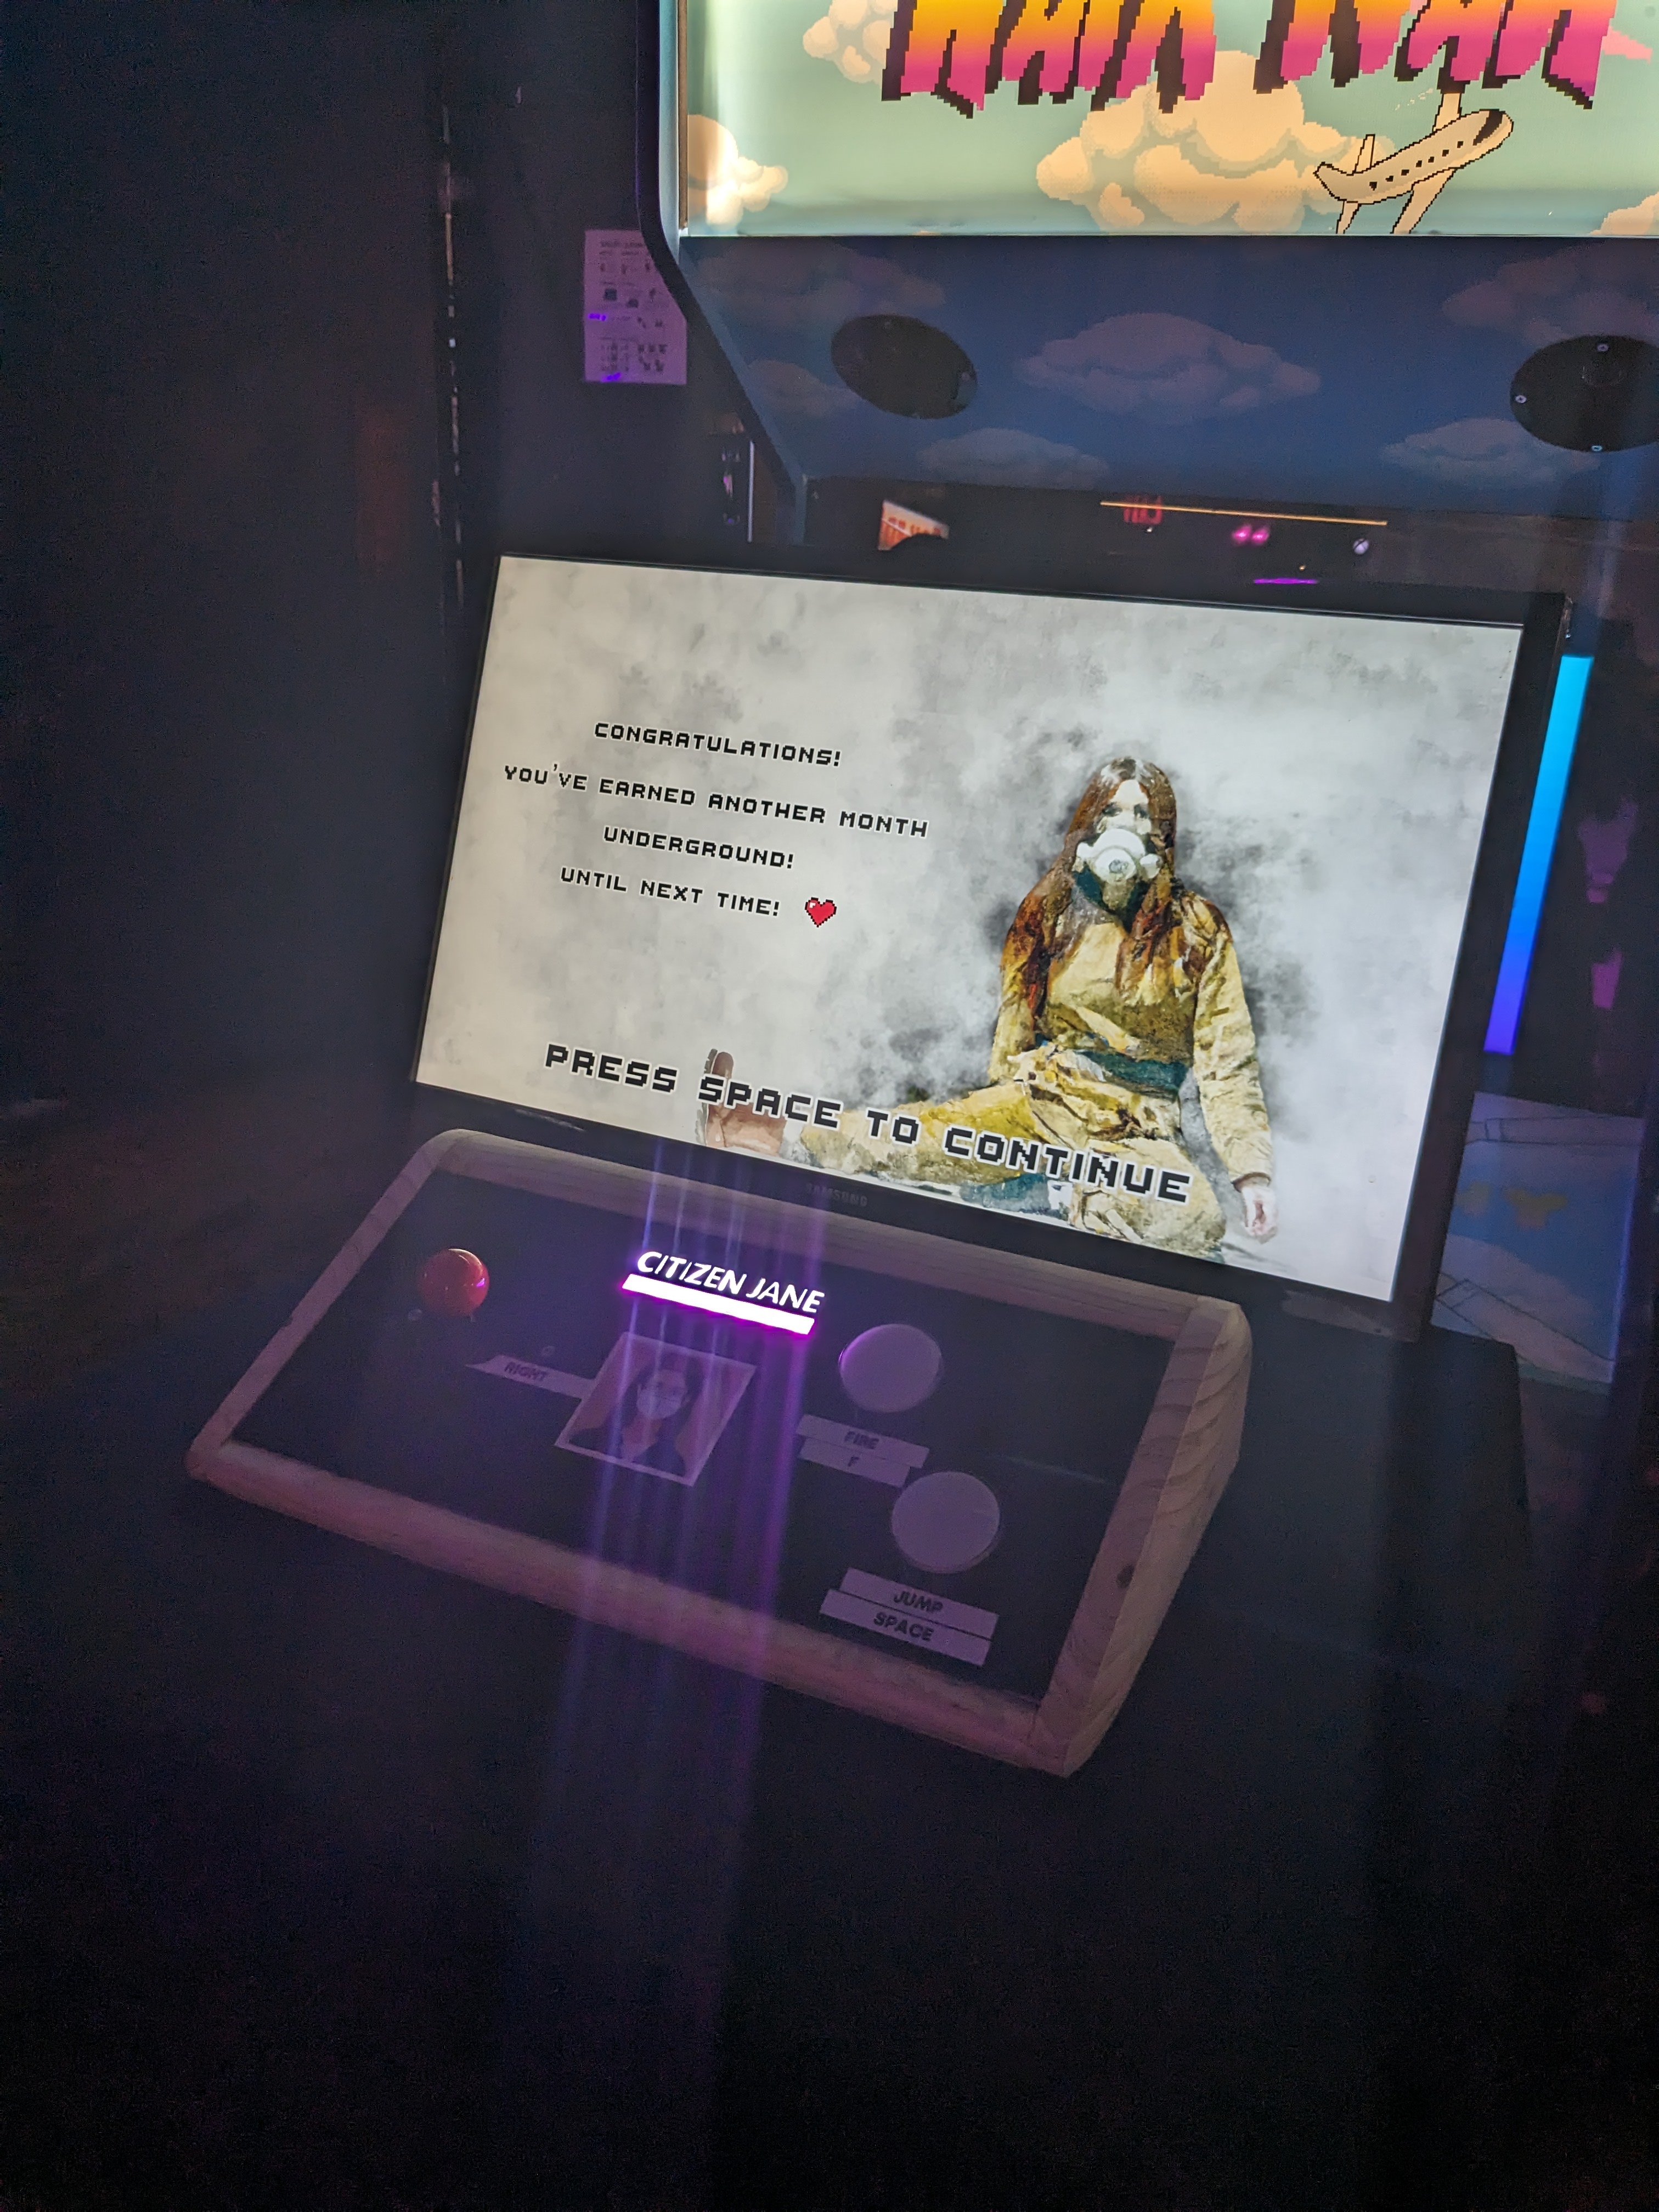 CONGRATULATIONS!
YOU'VE EARNED ANOTHER MONTH
UNDERGROUND!
UNTIL NEXT TIME!
PRESS SPACE TO CONTINUE
SAMSUNG
CITIZEN JANE
RIGHT
FIRE
F
JUMP
SPACE